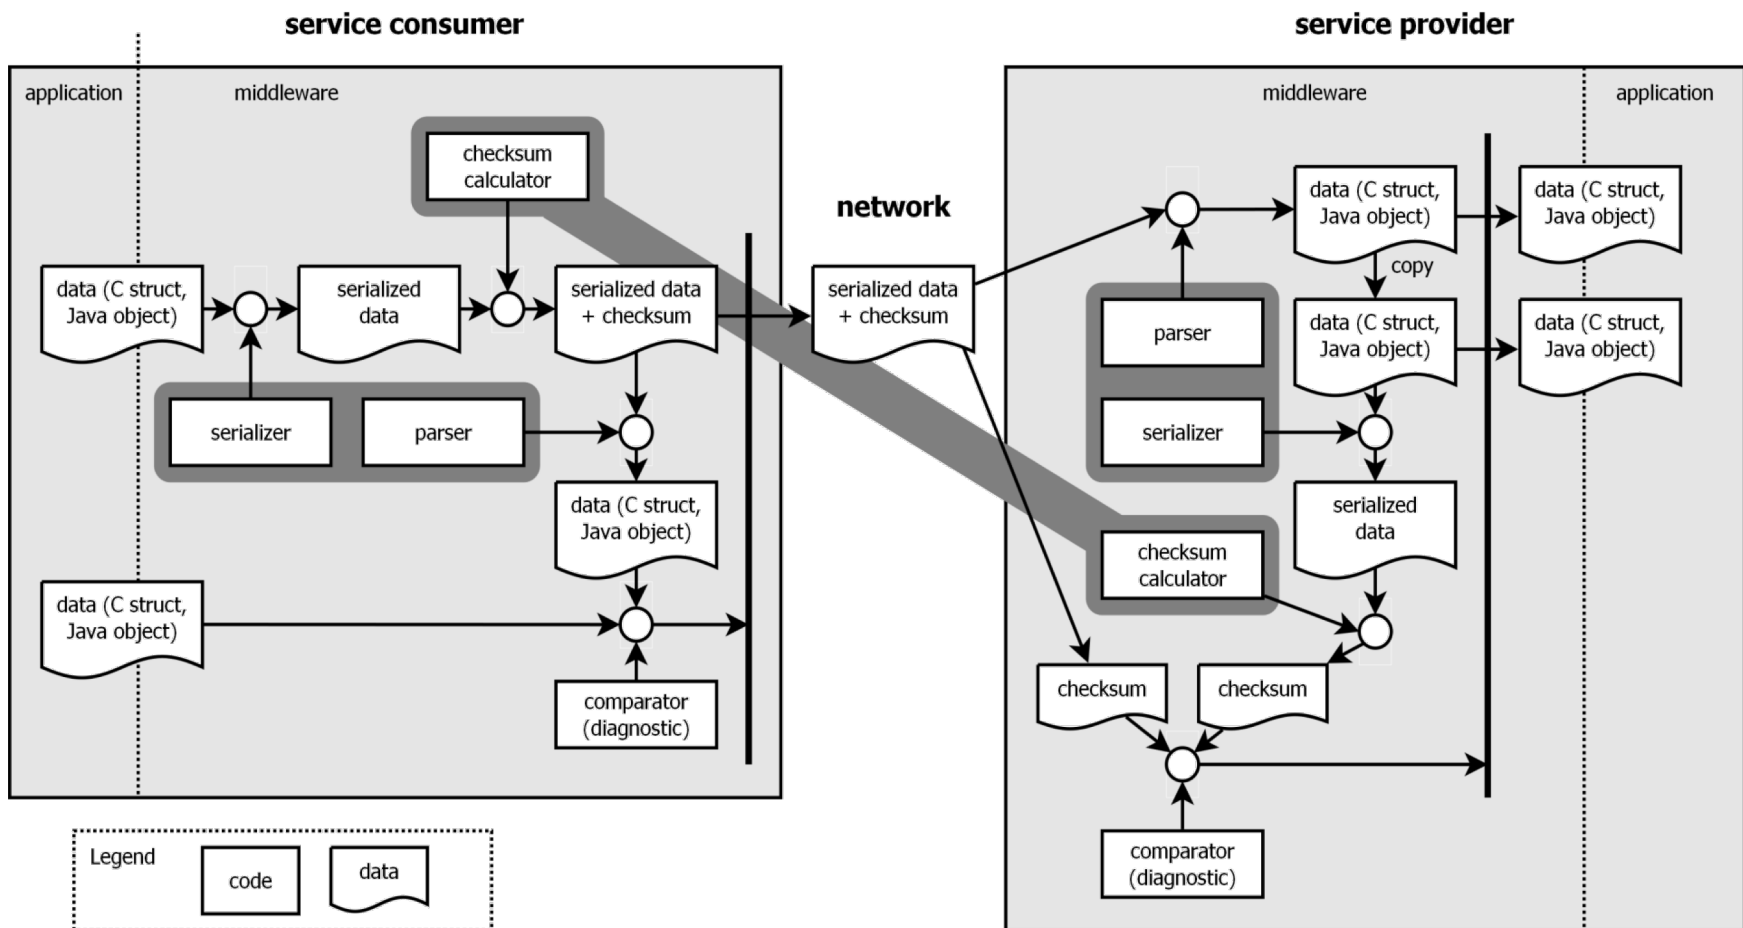 service consumer
service provider
application
middleware
middleware
application
checksum
calculator
network
data (C struct,
Java object)
data (C struct,
Java object)
copy
data (C struct,
Java object)
serialized
data
serialized data
+ checksum
serialized data
+ checksum
parser
data (C struct,
Java object)
data (C struct,
Java object)
serializer
parser
serializer
data (C struct,
Java object)
serialized
data
checksum
calculator
data (C struct,
Java object)
comparator
(diagnostic)
checksum
checksum
comparator
(diagnostic)
Legend
code
data